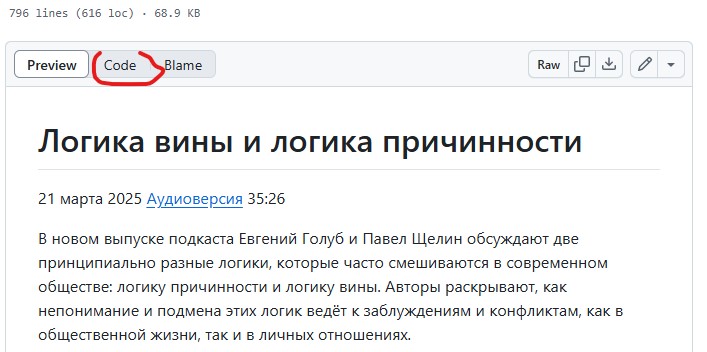 796 lines (616 loc) · 68.9 KB
Preview Code Blame Raw
Логика вины и логика причинности
21 марта 2025 Аудиоверсия 35:26
В новом выпуске подкаста Евгений Голуб и Павел Щелин обсуждают две
принципиально разные логики, которые часто смешиваются в современном
обществе: логику причинности и логику вины. Авторы раскрывают, как
непонимание и подмена этих логик ведёт к заблуждениям и конфликтам, как в
общественной жизни, так и в личных отношениях.